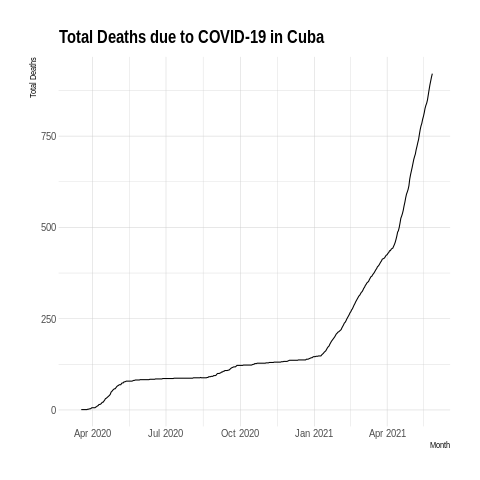 Total Deaths due to COVID-19 in Cuba
Total Deaths
750
500
250
0
Apr 2020 Jul 2020 Oct 2020 Jan 2021 Apr 2021
Month